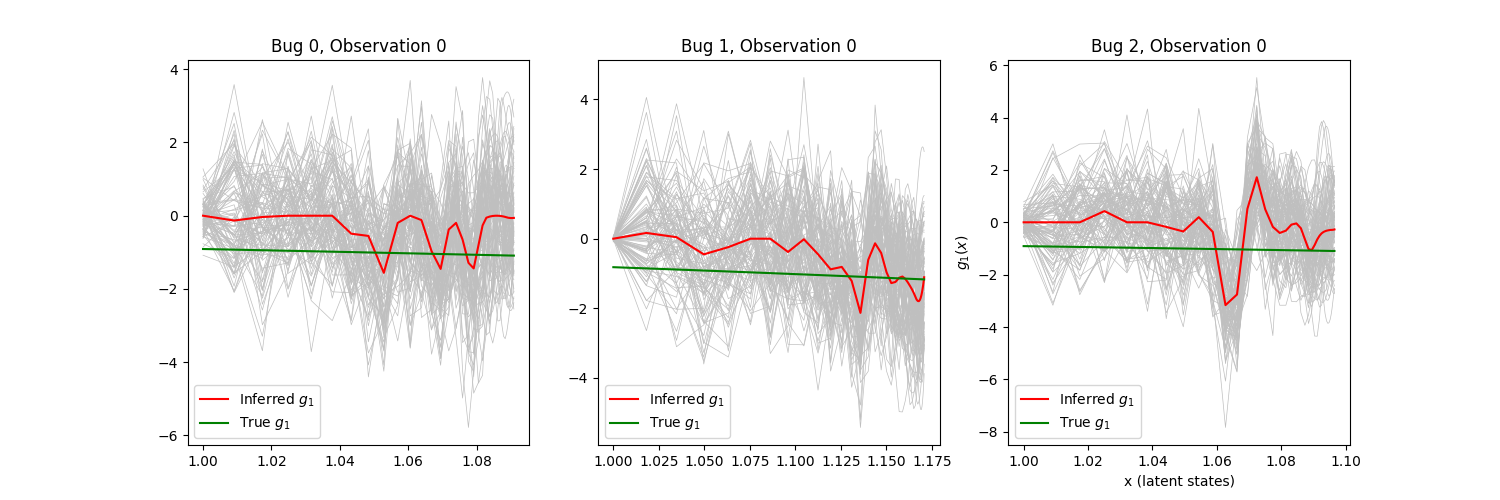 Bug 0, Observation 0
4
2
0
−2
−4
−6
1.00 1.02 1.04 1.06 1.08
Inferred g₁
True g₁
Bug 1, Observation 0
4
2
0
−2
−4
1.000 1.025 1.050 1.075 1.100 1.125 1.150 1.175
Inferred g₁
True g₁
Bug 2, Observation 0
g₁(x)
6
4
2
0
−2
−4
−6
−8
1.00 1.02 1.04 1.06 1.08 1.10
x (latent states)
Inferred g₁
True g₁